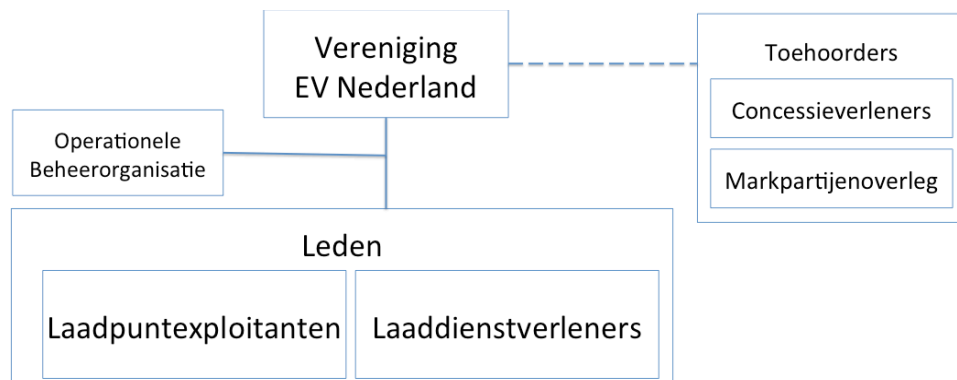 Vereniging
EV Nederland
Toehoorders
Concessieverleners
Markpartijenoverleg
Operationele
Beheerorganisatie
Leden
Laadpuntexploitanten
Laaddienstverleners